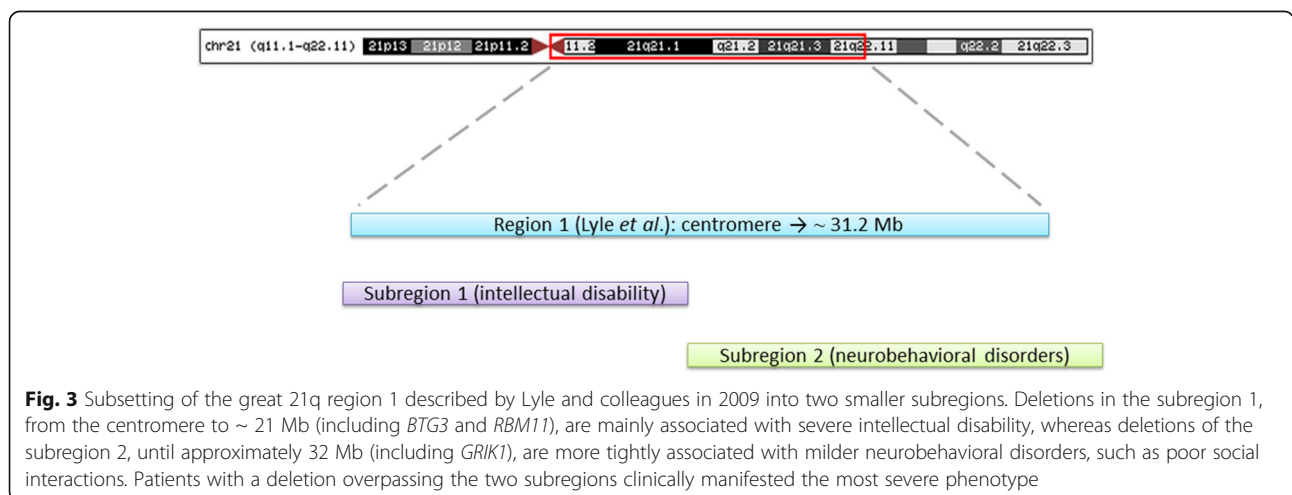 chr21 (q11.1-q22.11) 21p13 21p12 21p11.2 11.2 21q21.1 q21.2 21q21.3 21q22.11 q22.2 21q22.3
Region 1 (Lyle et al.): centromere → ~ 31.2 Mb
Subregion 1 (intellectual disability)
Subregion 2 (neurobehavioral disorders)
Fig. 3 Subsetting of the great 21q region 1 described by Lyle and colleagues in 2009 into two smaller subregions. Deletions in the subregion 1,
from the centromere to ~ 21 Mb (including BTG3 and RBM11), are mainly associated with severe intellectual disability, whereas deletions of the
subregion 2, until approximately 32 Mb (including GRIK1), are more tightly associated with milder neurobehavioral disorders, such as poor social
interactions. Patients with a deletion overpassing the two subregions clinically manifested the most severe phenotype